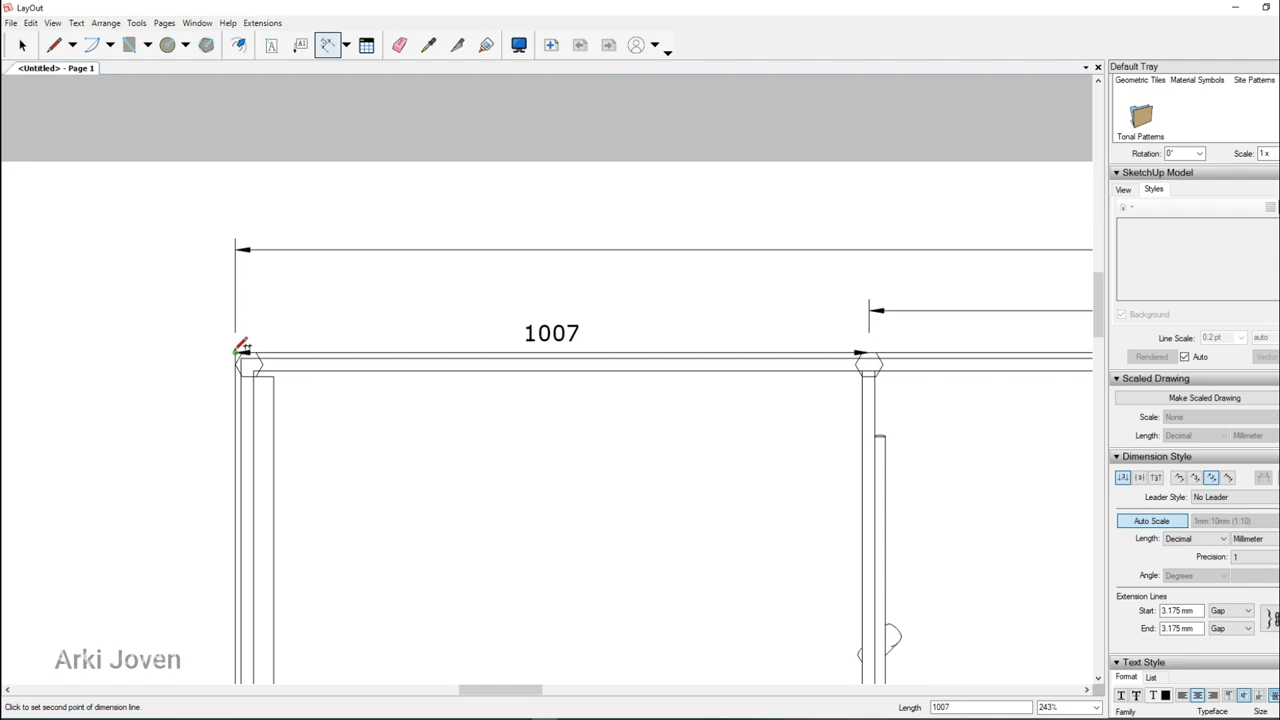 LayOut
File Edit View Text Arrange Tools Pages Window Help Extensions
<Untitled> - Page 1
Default Tray
Geometric Tiles Material Symbols Site Patterns
Tonal Patterns
Rotation: 0° Scale: 1 x
SketchUp Model
View Styles
Background
Line Scale: 0.2 pt auto
Rendered Auto Vector
Scaled Drawing
Make Scaled Drawing
Scale: None
Length: Decimal Millimeter
Dimension Style
Leader Style: No Leader
Auto Scale 1mm:10mm (1:10)
Length: Decimal Millimeter
Precision: 1
Angle: Degrees
Extension Lines
Start: 3.175 mm Gap
End: 3.175 mm Gap
Text Style
Format List
Family Typeface Size
1007
Arki Joven
Click to set second point of dimension line.
Length 1007 243%